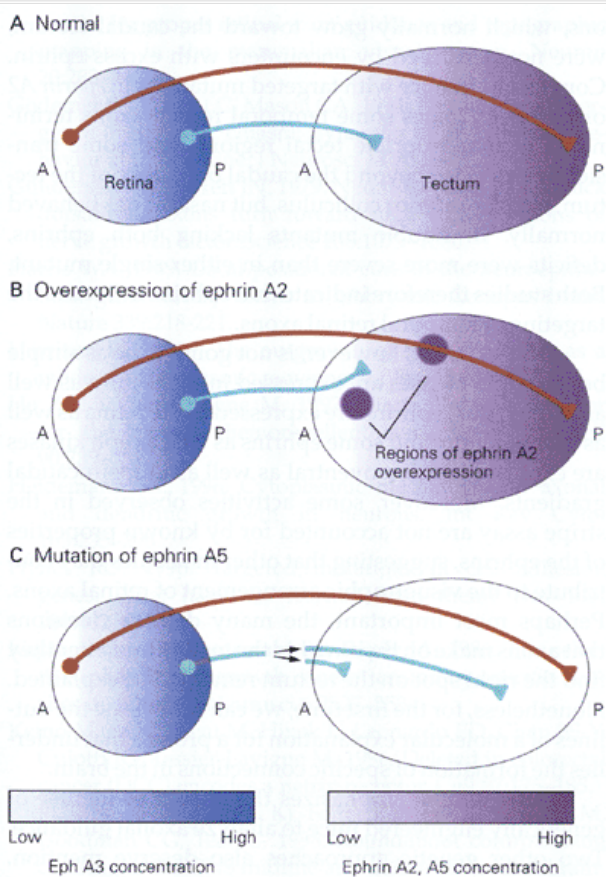 A Normal
Retina
Tectum
A
P
A
P
B Overexpression of ephrin A2
A
P
A
P
Regions of ephrin A2
overexpression
C Mutation of ephrin A5
A
P
A
P
Low
High
Low
High
Eph A3 concentration
Ephrin A2, A5 concentration